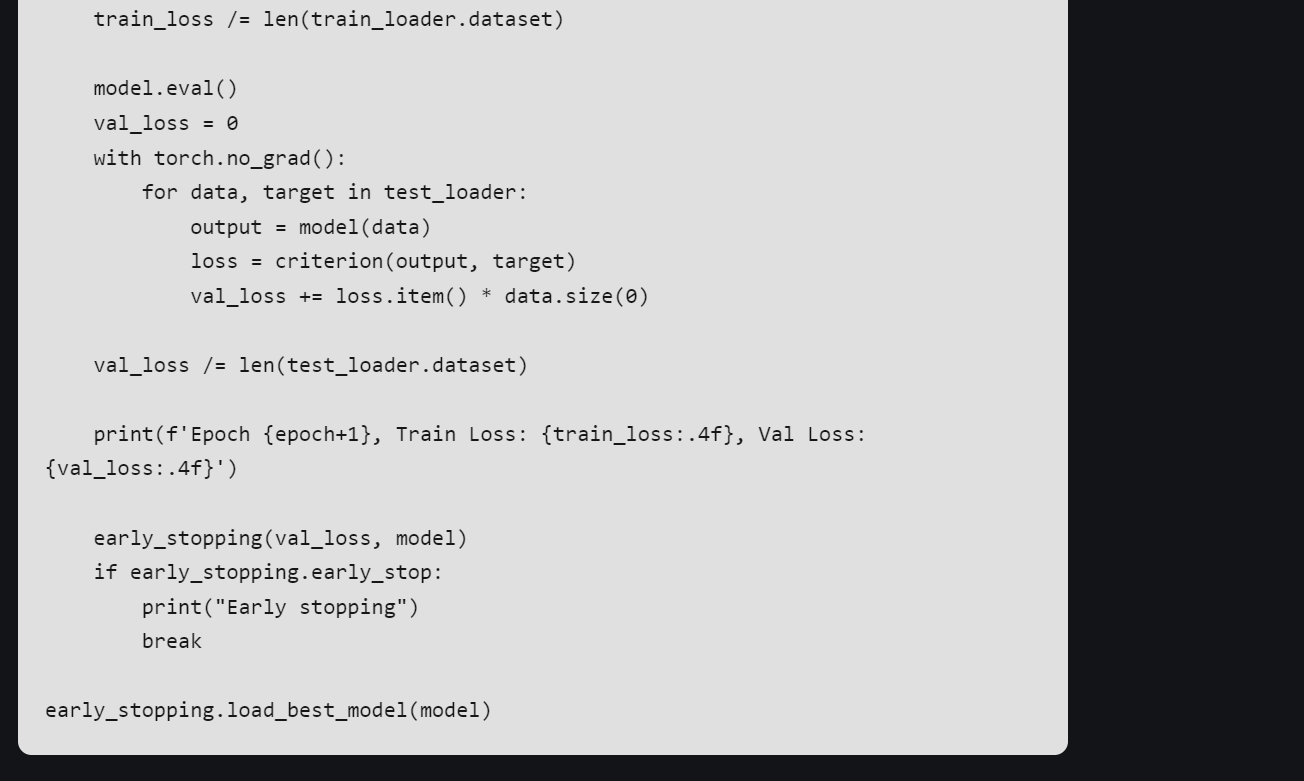 train_loss /= len(train_loader.dataset)
model.eval()
val_loss = 0
with torch.no_grad():
for data, target in test_loader:
output = model(data)
loss = criterion(output, target)
val_loss += loss.item() * data.size(0)
val_loss /= len(test_loader.dataset)
print(f'Epoch {epoch+1}, Train Loss: {train_loss:.4f}, Val Loss:
{val_loss:.4f}')
early_stopping(val_loss, model)
if early_stopping.early_stop:
print("Early stopping")
break
early_stopping.load_best_model(model)